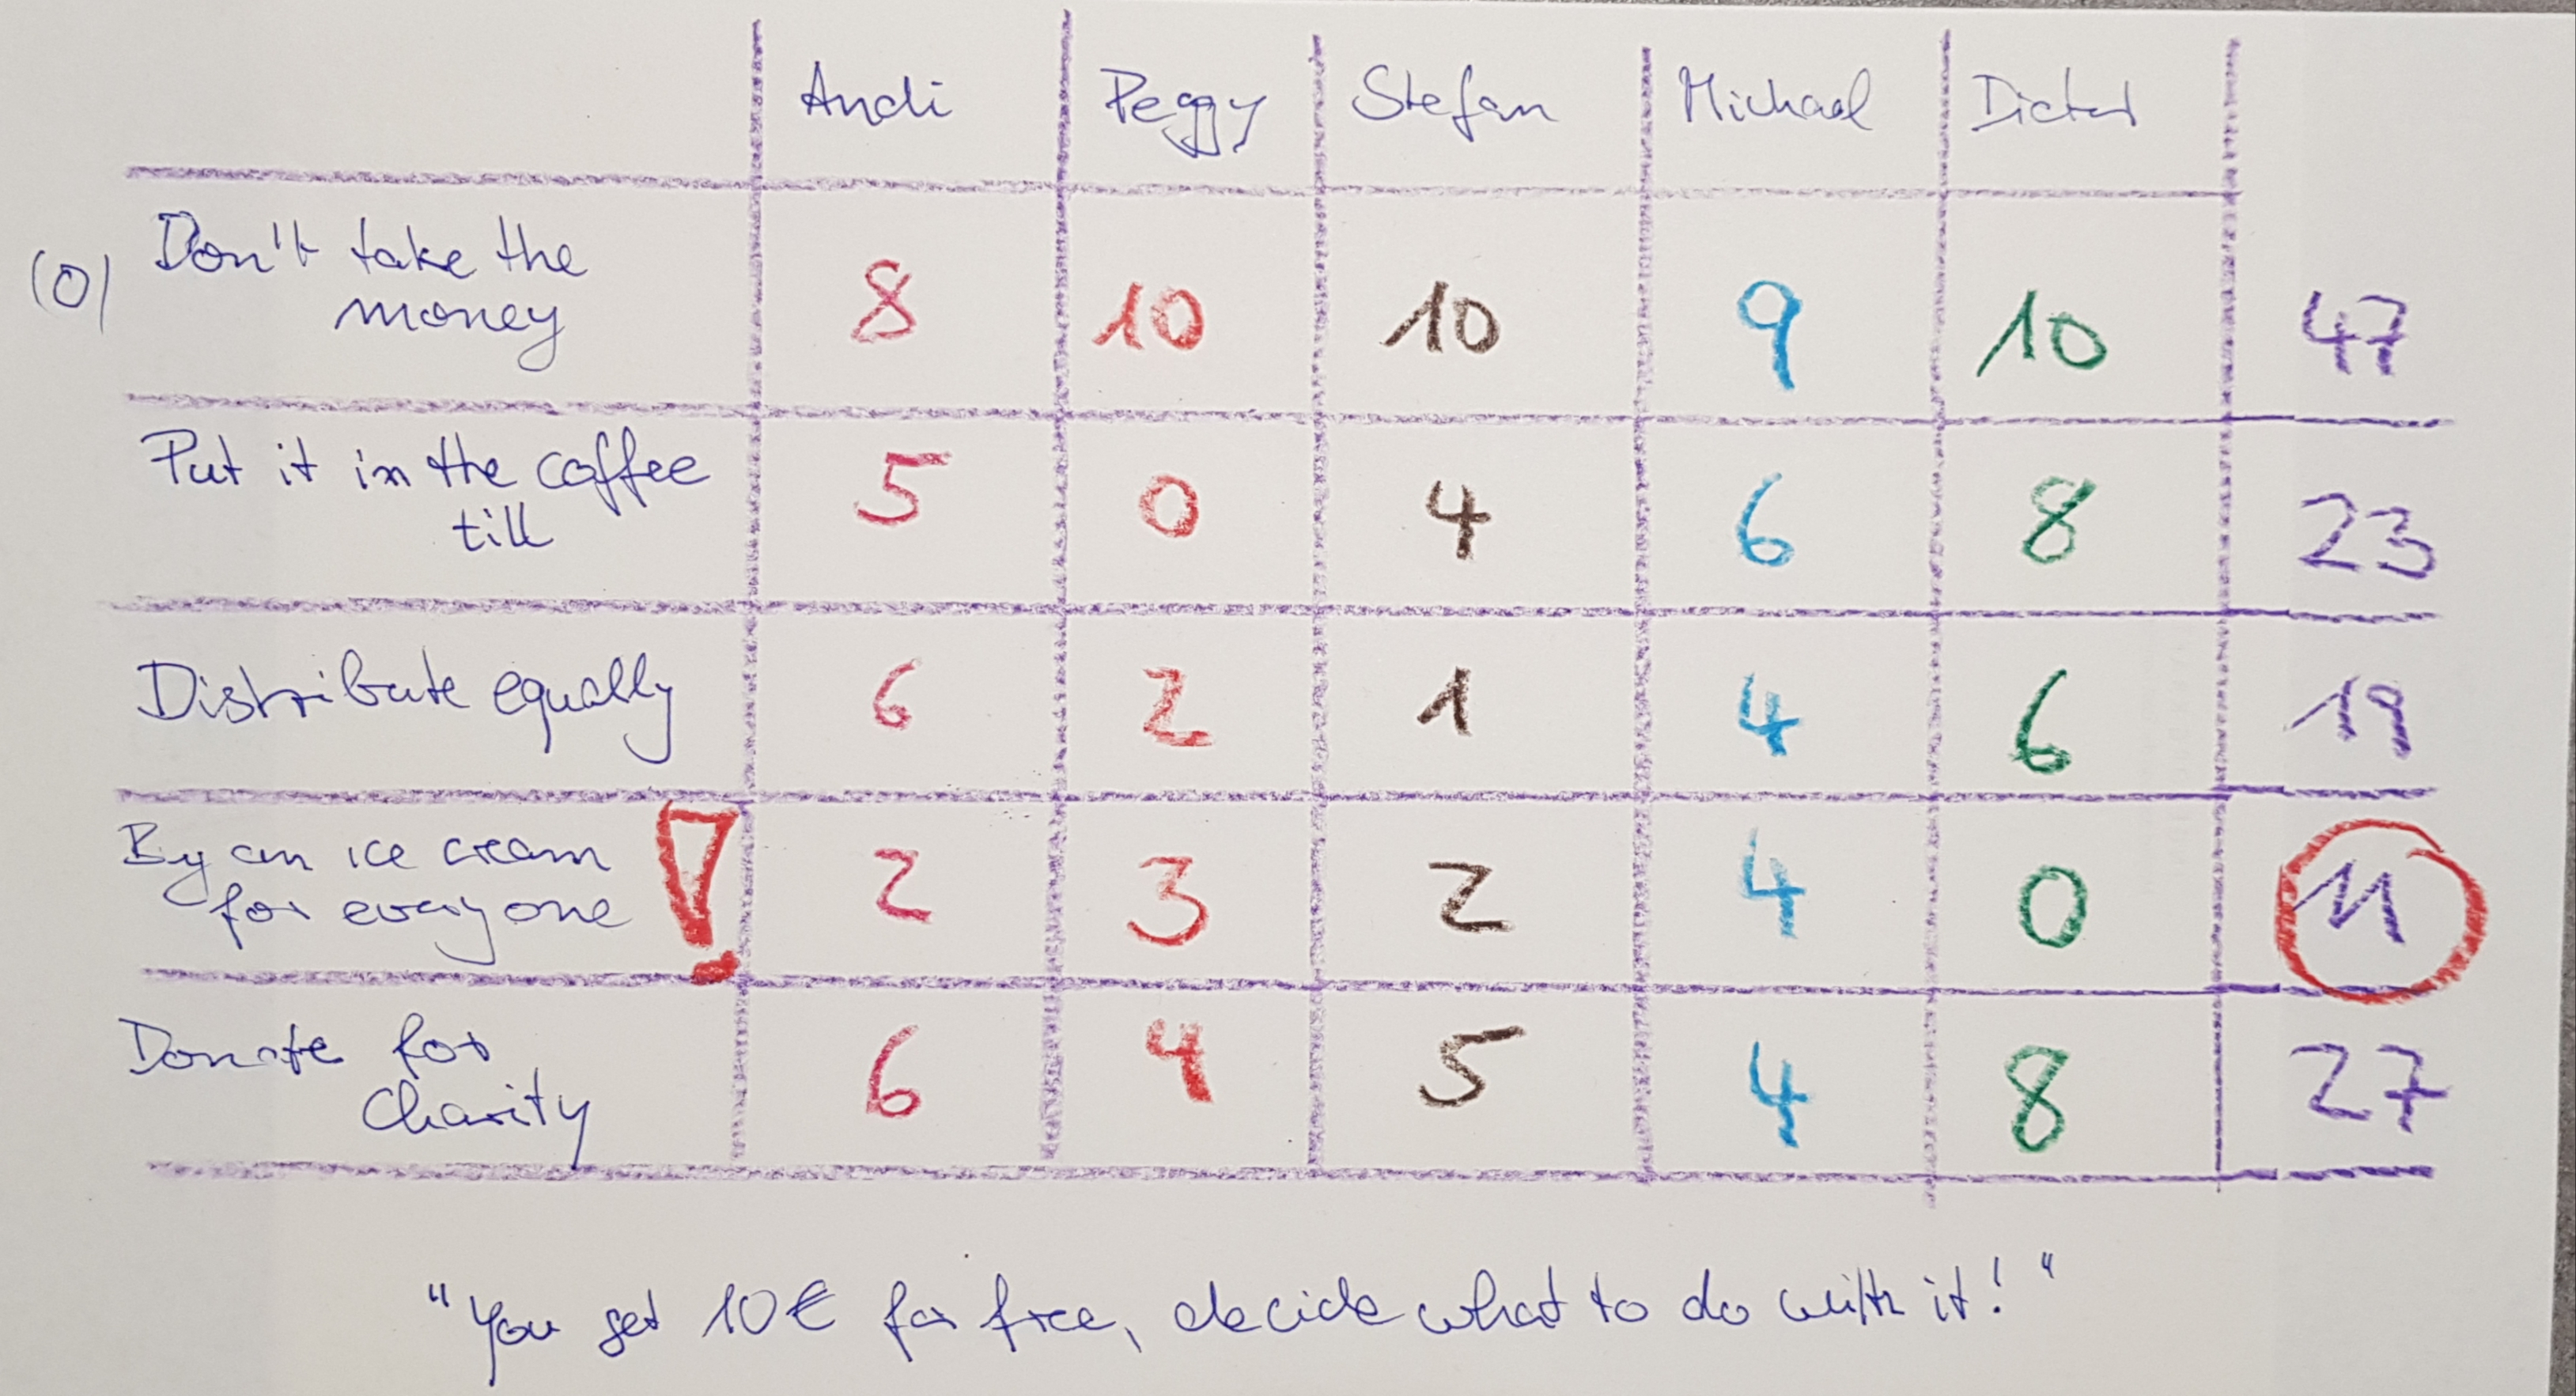 Andi Peggy Stefan Michael Dieter
(0) Don't take the
money 8 10 10 9 10 47
Put it in the coffee
till 5 0 4 6 8 23
Distribute equally 6 2 1 4 6 19
By an ice cream
for everyone ! 2 3 2 4 0 11
Donate for
Charity 6 4 5 4 8 27
"You get 10€ for free, decide what to do with it!"